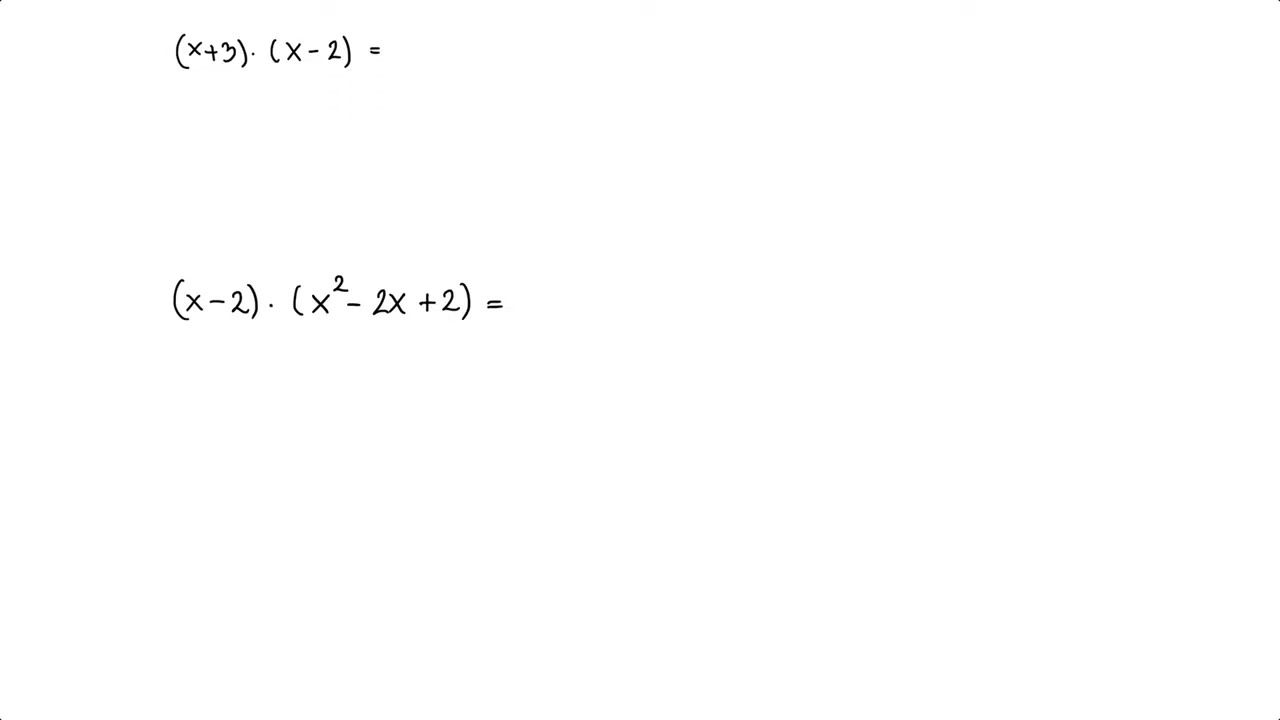 (x+3)·(x-2) =
(x-2)·(x²-2x+2) =